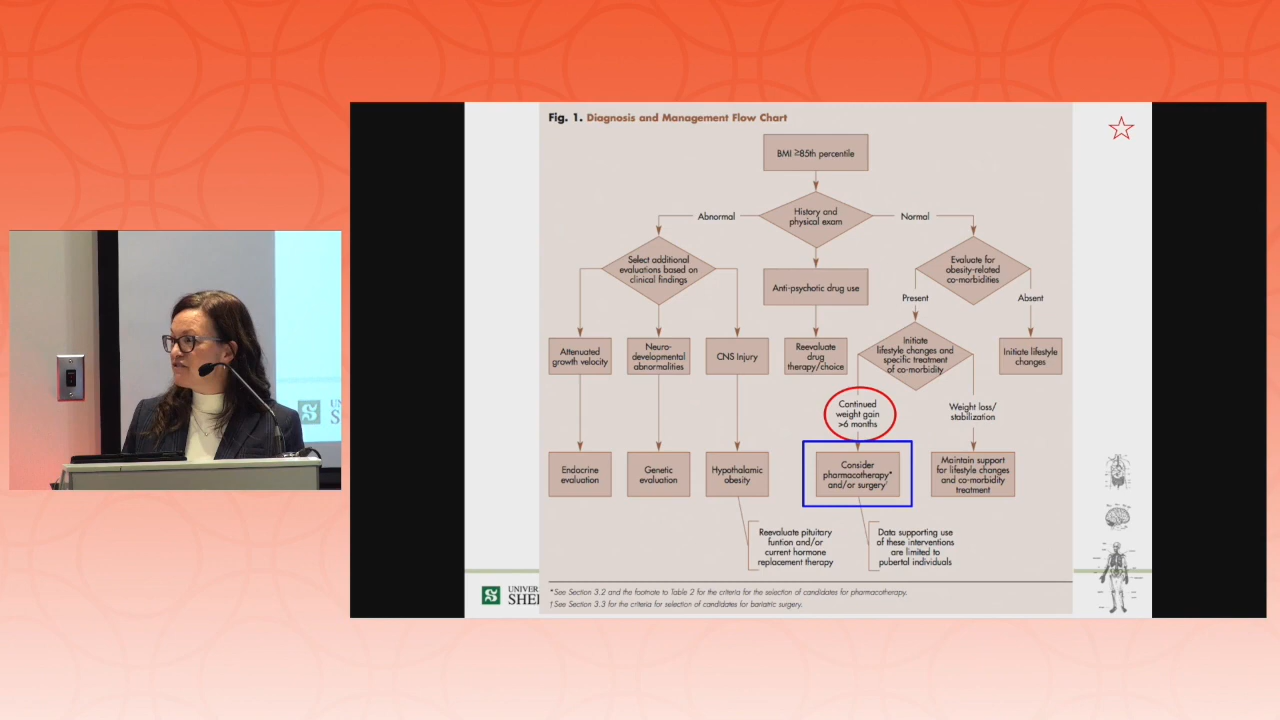 Fig. 1. Diagnosis and Management Flow Chart
BMI ≥85th percentile
Abnormal
History and
physical exam
Normal
Select additional
evaluations based on
clinical findings
Anti-psychotic drug use
Evaluate for
obesity-related
co-morbidities
Present
Absent
Attenuated
growth velocity
Neuro-
developmental
abnormalities
CNS Injury
Reevaluate
drug
therapy/choice
Initiate
lifestyle changes and
specific treatment
of co-morbidity
Initiate lifestyle
changes
Continued
weight gain
>6 months
Weight loss/
stabilization
Endocrine
evaluation
Genetic
evaluation
Hypothalamic
obesity
Consider
pharmacotherapy*
and/or surgery†
Maintain support
for lifestyle changes
and co-morbidity
treatment
Reevaluate pituitary
funtion and/or
current hormone
replacement therapy
Data supporting use
of these interventions
are limited to
pubertal individuals
*See Section 3.2 and the footnote to Table 2 for the criteria for the selection of candidates for pharmacotherapy.
†See Section 3.3 for the criteria for selection of candidates for bariatric surgery.
S UNIVER
SHE
S UN
S